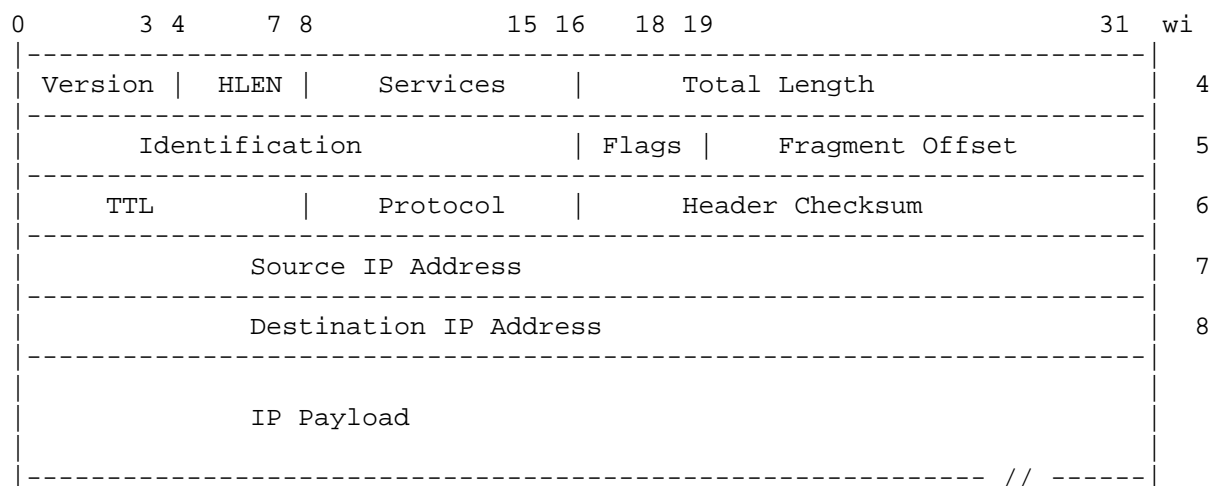 0 3 4 7 8 15 16 18 19 31 wi
|----------------------------------------------------------------------|
| Version | HLEN | Services | Total Length | 4
|----------------------------------------------------------------------|
| Identification | Flags | Fragment Offset | 5
|----------------------------------------------------------------------|
| TTL | Protocol | Header Checksum | 6
|----------------------------------------------------------------------|
| Source IP Address | 7
|----------------------------------------------------------------------|
| Destination IP Address | 8
|----------------------------------------------------------------------|
| IP Payload |
|------------------------------------------------------------ // ------|